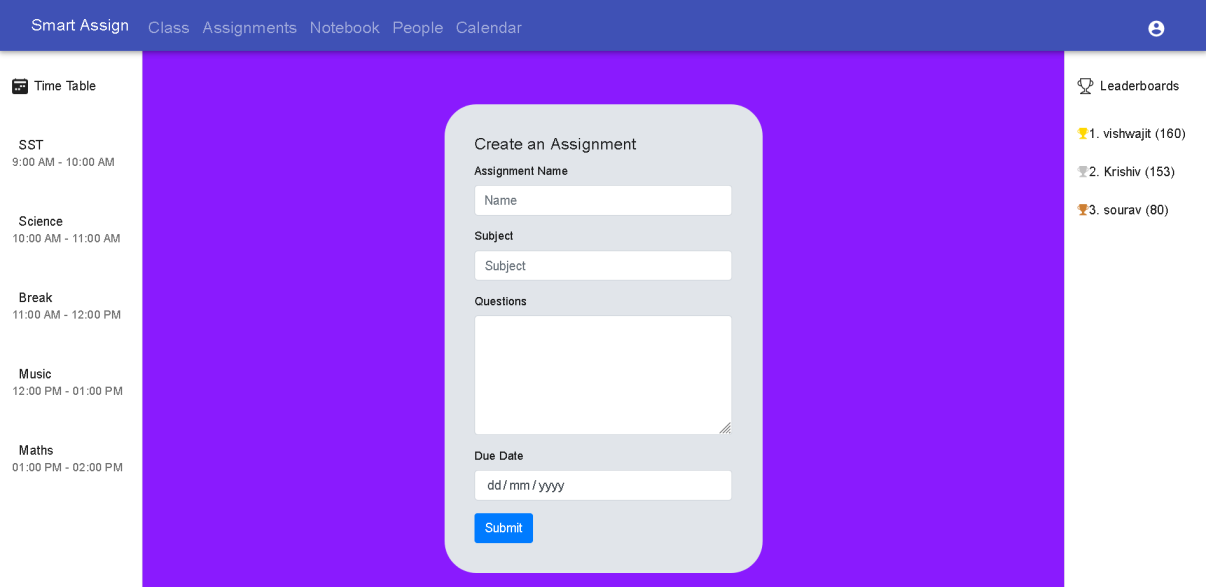 Smart Assign Class Assignments Notebook People Calendar
Time Table
SST
9:00 AM - 10:00 AM
Science
10:00 AM - 11:00 AM
Break
11:00 AM - 12:00 PM
Music
12:00 PM - 01:00 PM
Maths
01:00 PM - 02:00 PM
Create an Assignment
Assignment Name
Name
Subject
Subject
Questions
Due Date
dd/mm/yyyy
Submit
Leaderboards
1. vishwajit (160)
2. Krishiv (153)
3. sourav (80)